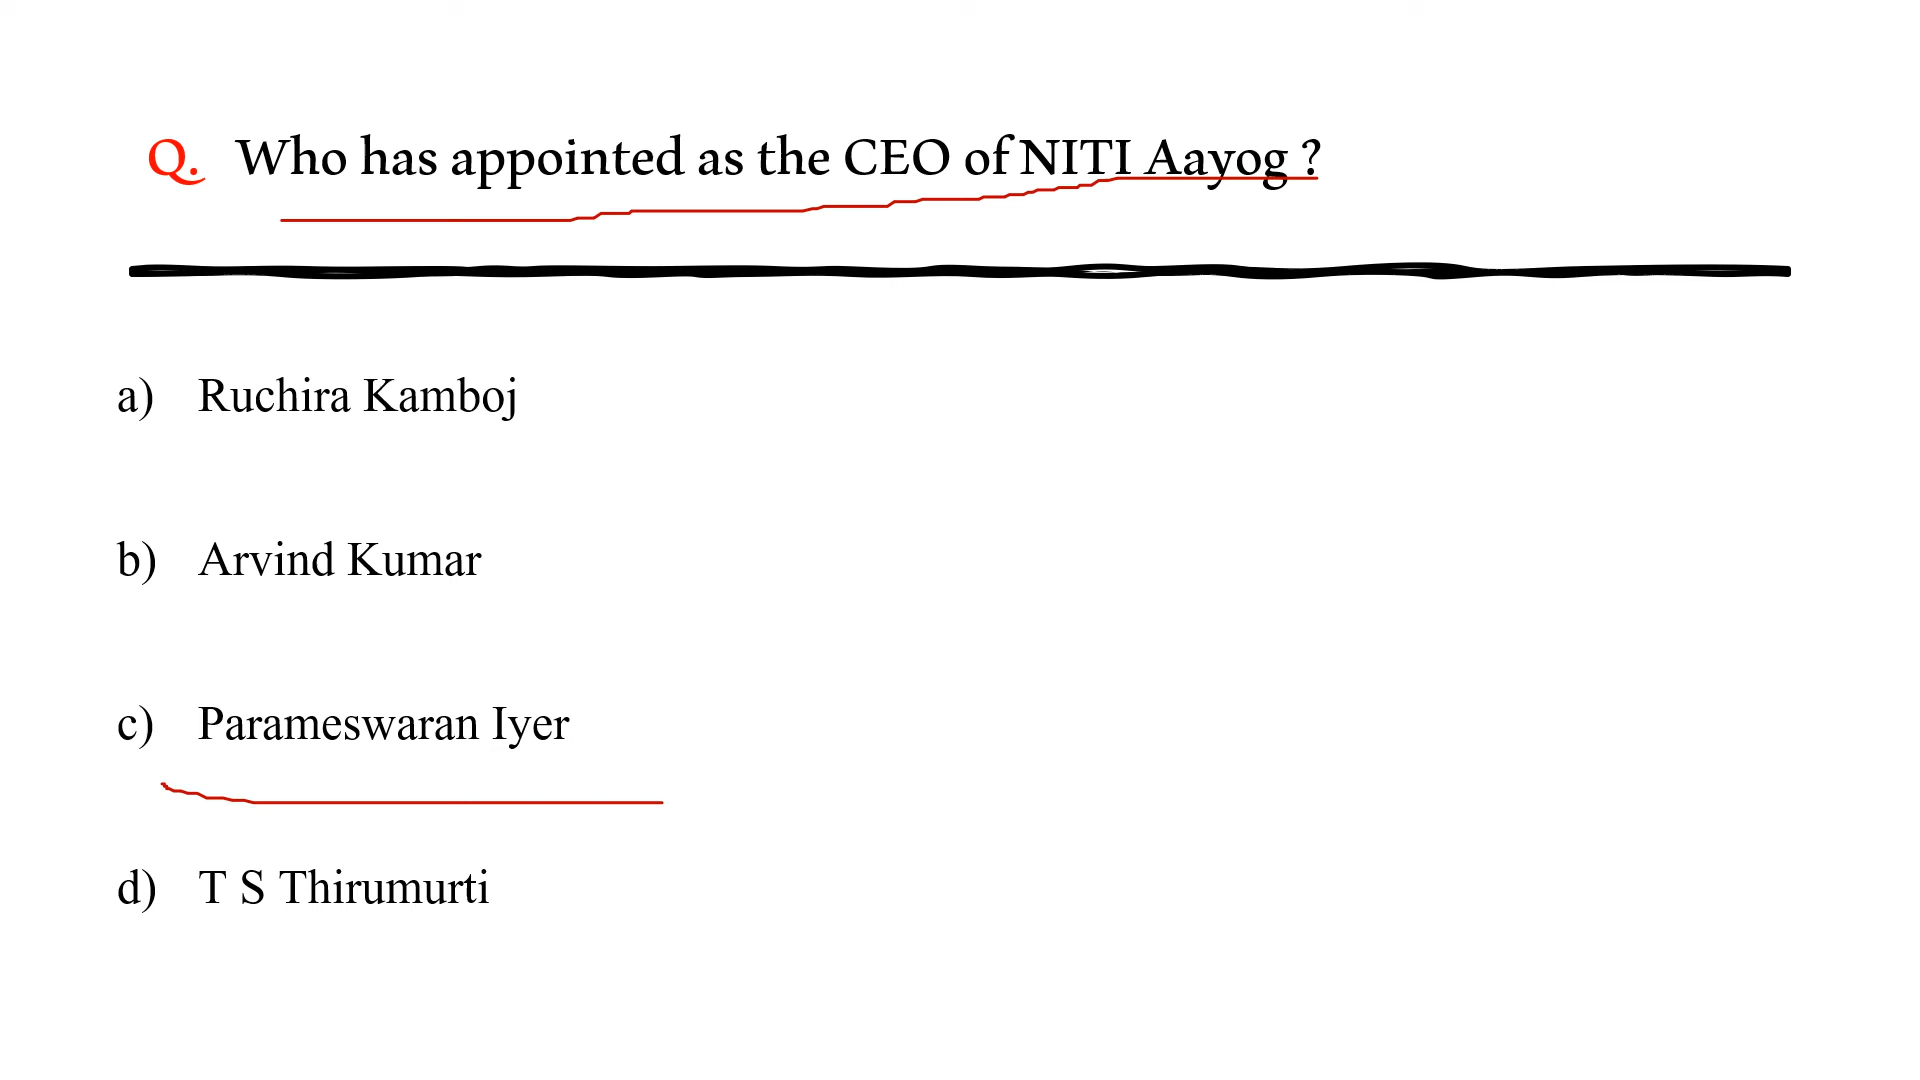 Q. Who has appointed as the CEO of NITI Aayog ?
a) Ruchira Kamboj
b) Arvind Kumar
c) Parameswaran Iyer
d) T S Thirumurti